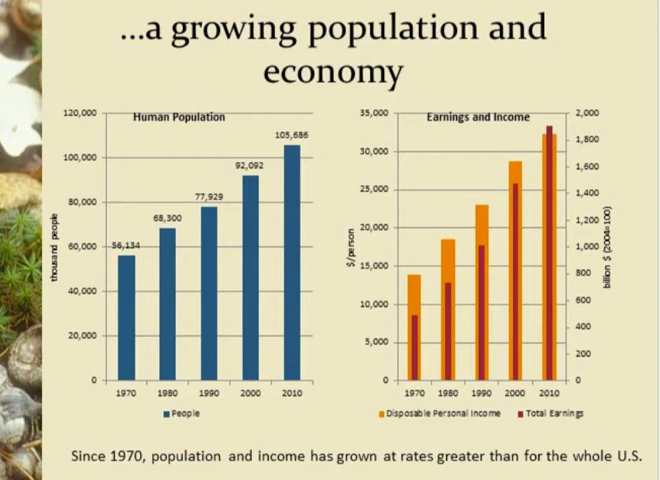 ...a growing population and
economy
Human Population
thousand people
120,000
100,000
80,000
60,000
40,000
20,000
0
56,134
68,300
77,929
92,092
105,686
1970 1980 1990 2000 2010
People
Earnings and Income
$/person
35,000
30,000
25,000
20,000
15,000
10,000
5,000
0
2,000
1,800
1,600
1,400
1,200
1,000
800
600
400
200
0
billion $ (2004=100)
1970 1980 1990 2000 2010
Disposable Personal Income Total Earnings
Since 1970, population and income has grown at rates greater than for the whole U.S.